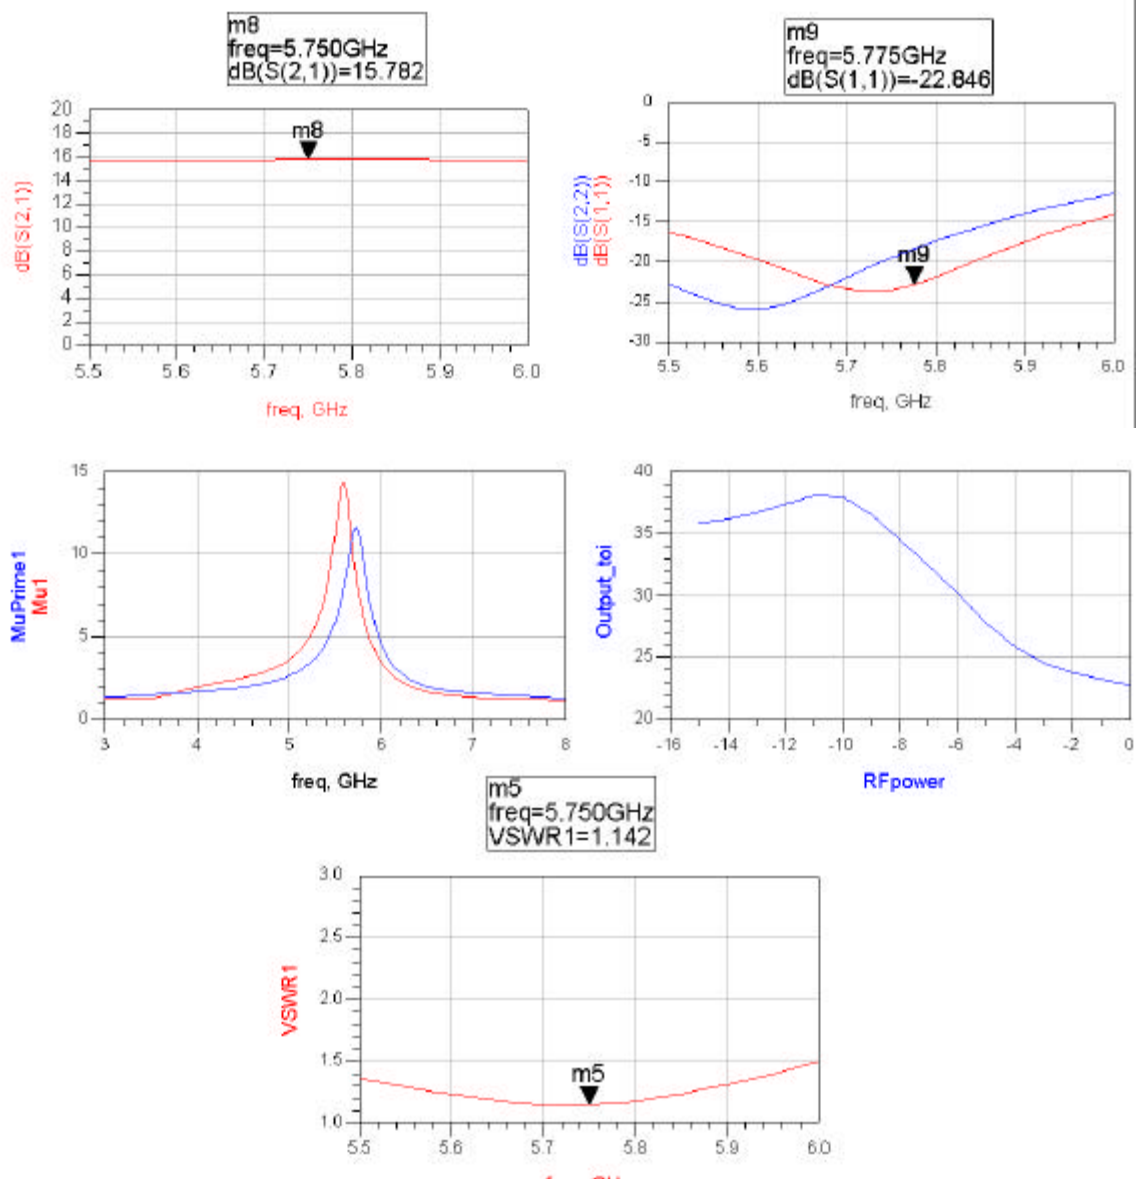 m8
freq=5.750GHz
dB(S(2,1))=15.782
m9
freq=5.775GHz
dB(S(1,1))=-22.846
20
18
16
14
12
10
8
6
4
2
0
m8
dB(S(2,1))
5.5 5.6 5.7 5.8 5.9 6.0
freq, GHz
0
-5
-10
-15
-20
-25
-30
m9
dB(S(2,2))
dB(S(1,1))
5.5 5.6 5.7 5.8 5.9 6.0
freq, GHz
15
10
5
0
MuPrime1
Mu1
3 4 5 6 7 8
freq, GHz
40
35
30
25
20
Output_toi
-16 -14 -12 -10 -8 -6 -4 -2 0
RFpower
m5
freq=5.750GHz
VSWR1=1.142
3.0
2.5
2.0
1.5
1.0
m5
VSWR1
5.5 5.6 5.7 5.8 5.9 6.0